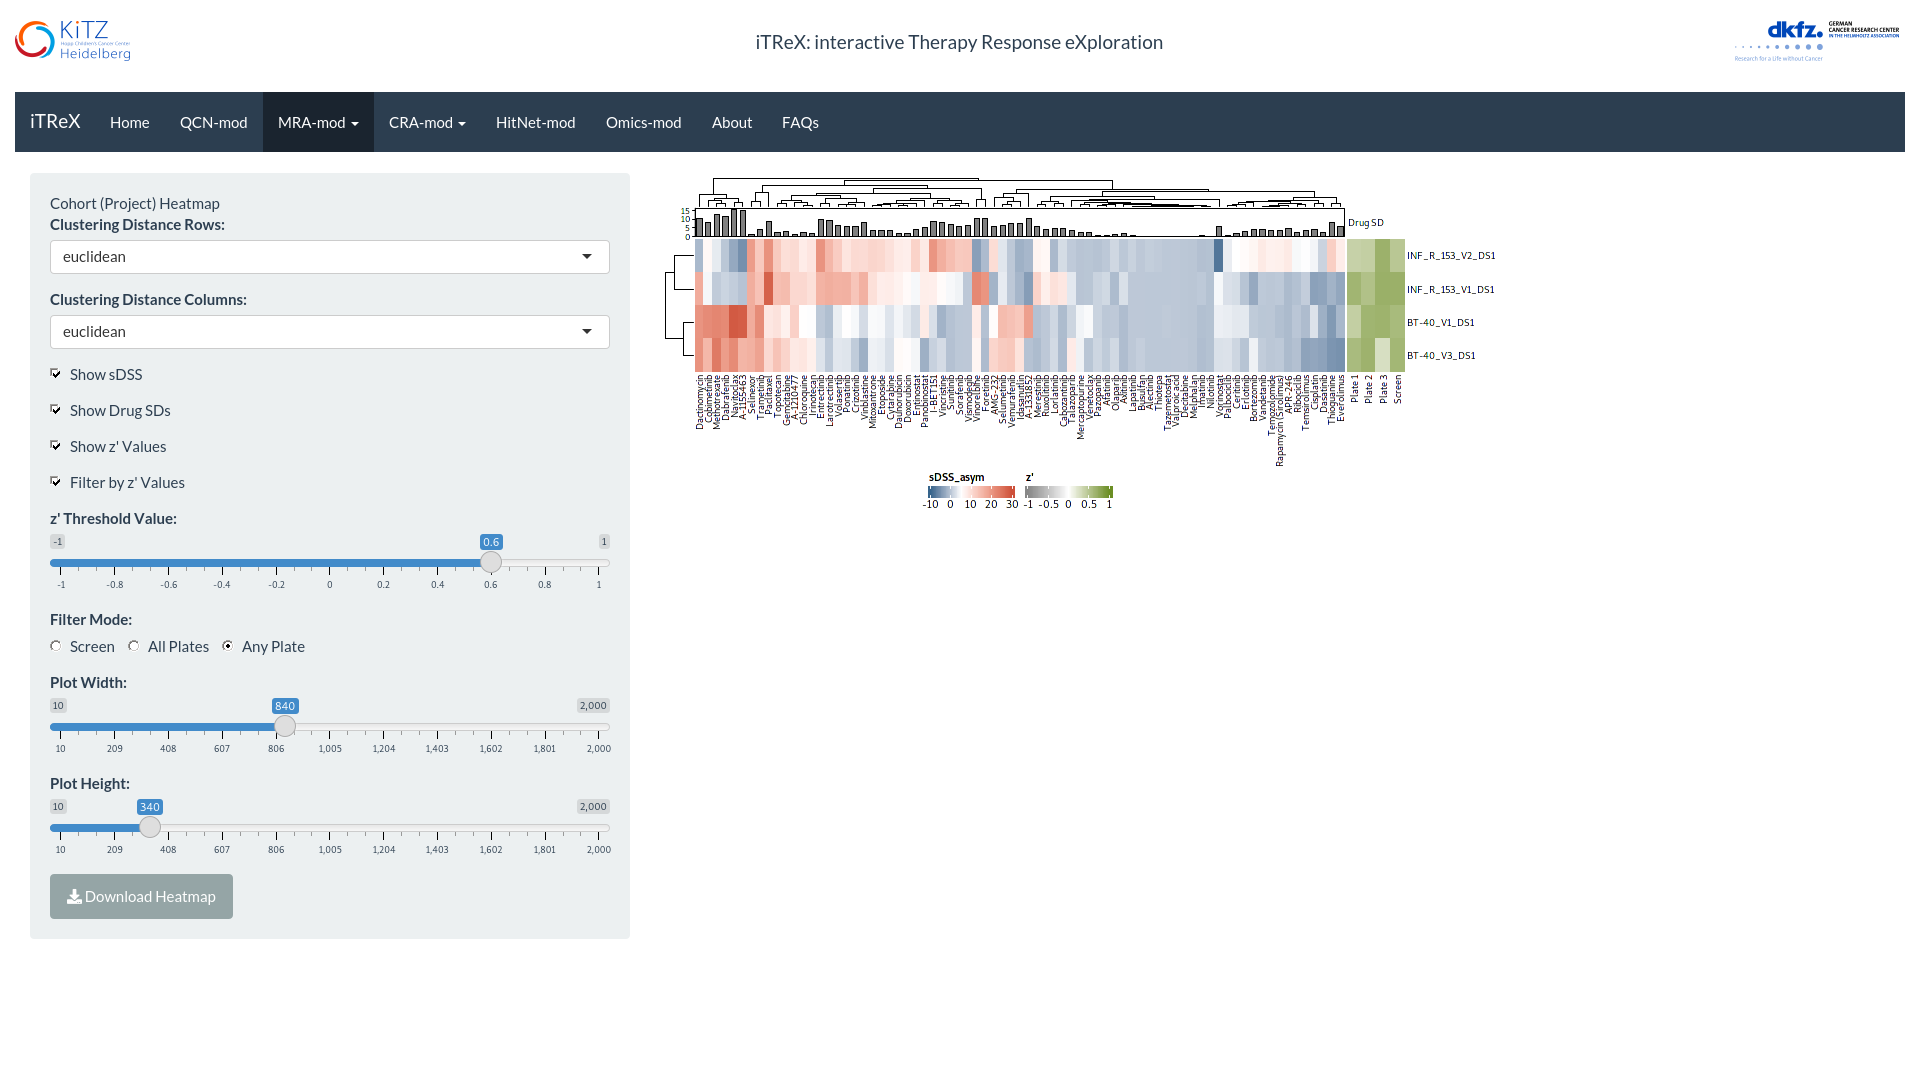 KiTZ
Hopp Children's Cancer Center
Heidelberg
iTReX: interactive Therapy Response eXploration
dkfz.
GERMAN
CANCER RESEARCH CENTER
IN THE HELMHOLTZ ASSOCIATION
Research for a Life without Cancer
iTReX Home QCN-mod MRA-mod CRA-mod HitNet-mod Omics-mod About FAQs
Cohort (Project) Heatmap
Clustering Distance Rows:
euclidean
Clustering Distance Columns:
euclidean
Show sDSS
Show Drug SDs
Show z' Values
Filter by z' Values
z' Threshold Value:
-1 0.6 1
-1 -0.8 -0.6 -0.4 -0.2 0 0.2 0.4 0.6 0.8 1
Filter Mode:
Screen All Plates Any Plate
Plot Width:
10 840 2,000
10 209 408 607 806 1,005 1,204 1,403 1,602 1,801 2,000
Plot Height:
10 340 2,000
10 209 408 607 806 1,005 1,204 1,403 1,602 1,801 2,000
Download Heatmap
15
10
5
0
Drug SD
INF_R_153_V2_DS1
INF_R_153_V1_DS1
BT-40_V1_DS1
BT-40_V3_DS1
Dactinomycin
Cobimetinib
Methotrexate
Dabrafenib
Navitoclax
A-1155463
Selinexor
Trametinib
Paclitaxel
Topotecan
Gemcitabine
A-1210477
Chloroquine
Irinotecan
Entrectinib
Larotrectinib
Volasertib
Ponatinib
Crizotinib
Vinblastine
Mitoxantrone
Etoposide
Cytarabine
Daunorubicin
Doxorubicin
Entinostat
Panobinostat
I-BET151
Vincristine
Sunitinib
Sorafenib
Vismodegib
Vinorelbine
Foretinib
AMG-232
Selumetinib
Vemurafenib
Idasanutlin
A-1331852
Merestinib
Ruxolitinib
Lorlatinib
Cabozantinib
Talazoparib
Mercaptopurine
Venetoclax
Pazopanib
Afatinib
Olaparib
Axitinib
Lapatinib
Busulfan
Alectinib
Thiotepa
Tazemetostat
Valproic acid
Decitabine
Melphalan
Imatinib
Nilotinib
Vorinostat
Palbociclib
Ceritinib
Erlotinib
Bortezomib
Vandetanib
Temozolomide
Rapamycin (Sirolimus)
APR-246
Ribociclib
Temsirolimus
Cisplatin
Dasatinib
Thioguanine
Everolimus
Plate 1
Plate 2
Plate 3
Screen
sDSS_asym z'
-10 0 10 20 30 -1 -0.5 0 0.5 1